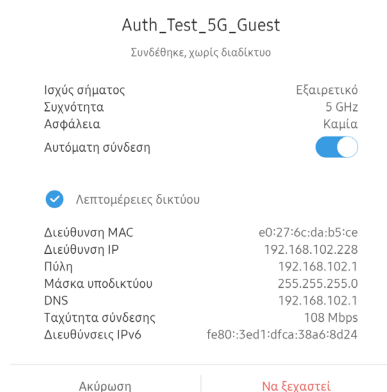 Auth_Test_5G_Guest
Συνδέθηκε, χωρίς διαδίκτυο
Ισχύς σήματος Εξαιρετικό
Συχνότητα 5 GHz
Ασφάλεια Καμία
Αυτόματη σύνδεση
Λεπτομέρειες δικτύου
Διεύθυνση MAC e0:27:6c:da:b5:ce
Διεύθυνση IP 192.168.102.228
Πύλη 192.168.102.1
Μάσκα υποδικτύου 255.255.255.0
DNS 192.168.102.1
Ταχύτητα σύνδεσης 108 Mbps
Διευθύνσεις IPv6 fe80::3ed1:dfca:38a6:8d24
Ακύρωση Να ξεχαστεί